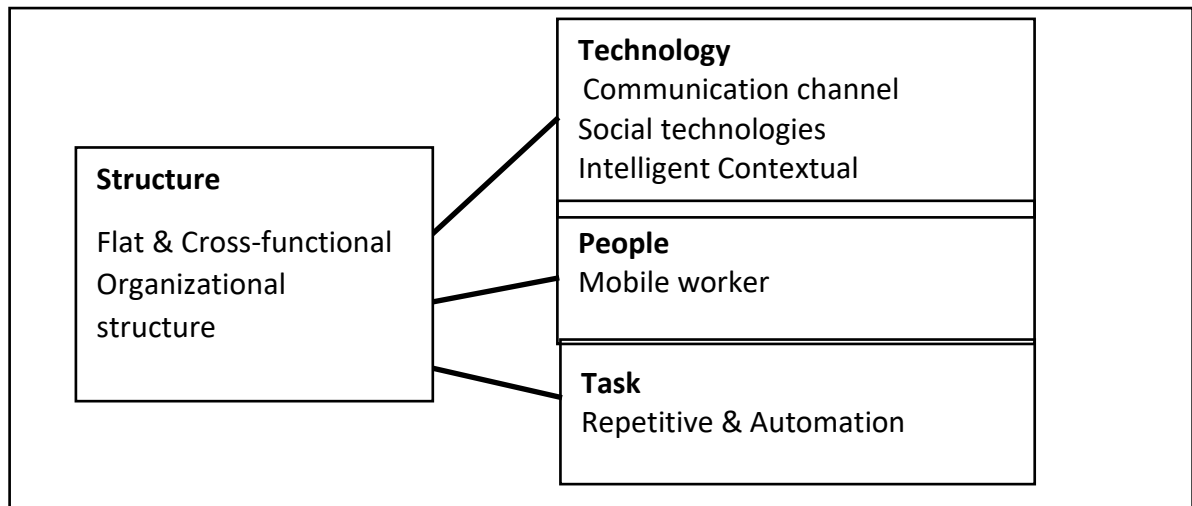 Structure
Flat & Cross-functional
Organizational
structure
Technology
Communication channel
Social technologies
Intelligent Contextual
People
Mobile worker
Task
Repetitive & Automation